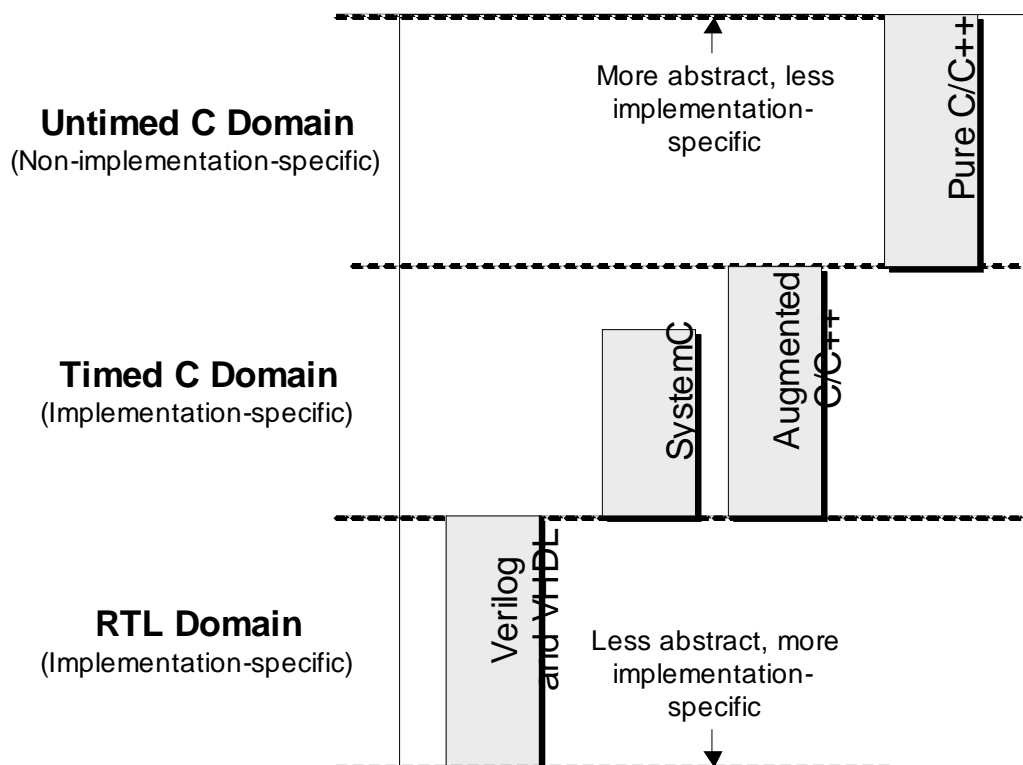 Untimed C Domain
(Non-implementation-specific)
More abstract, less
implementation-
specific
Pure C/C++
Timed C Domain
(Implementation-specific)
SystemC
Augmented
C/C++
RTL Domain
(Implementation-specific)
Verilog
and VHDL
Less abstract, more
implementation-
specific